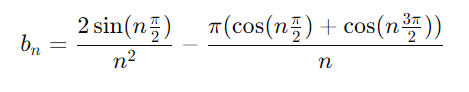 b_n = \frac{2\sin(n\frac{\pi}{2})}{n^2} - \frac{\pi(\cos(n\frac{\pi}{2}) + \cos(n\frac{3\pi}{2}))}{n}